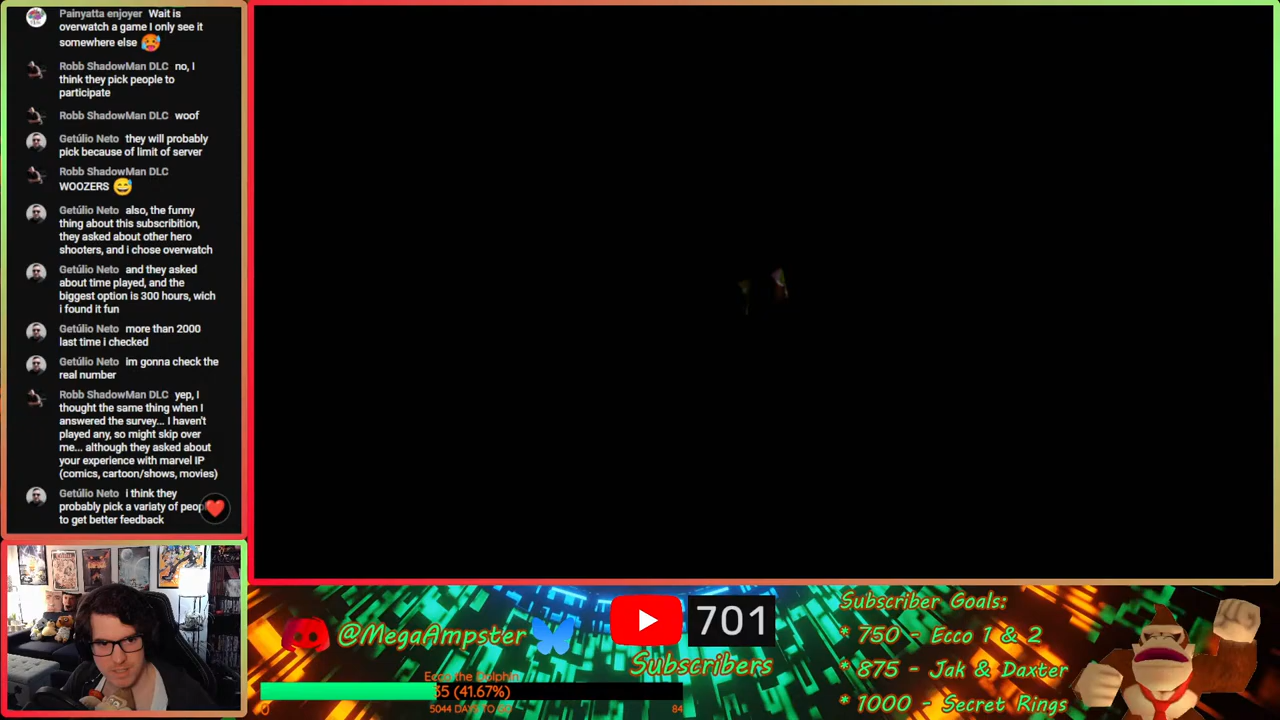 Painyatta enjoyer Wait is
overwatch a game I only see it
somewhere else 🥵
Robb ShadowMan DLC no, I
think they pick people to
participate
Robb ShadowMan DLC woof
Getúlio Neto they will probably
pick because of limit of server
Robb ShadowMan DLC
WOOZERS 😅
Getúlio Neto also, the funny
thing about this subscribition,
they asked about other hero
shooters, and i chose overwatch
Getúlio Neto and they asked
about time played, and the
biggest option is 300 hours, wich
i found it fun
Getúlio Neto more than 2000
last time i checked
Getúlio Neto im gonna check the
real number
Robb ShadowMan DLC yep, I
thought the same thing when I
answered the survey... I haven't
played any, so might skip over
me... although they asked about
your experience with marvel IP
(comics, cartoon/shows, movies)
Getúlio Neto i think they
probably pick a variaty of
to get better feedback
@MegaAmpster
701
Subscribers
Ecco the Dolphin
35 (41.67%)
0
84
Subscriber Goals:
* 750 - Ecco 1 & 2
* 875 - Jak & Daxter
* 1000 - Secret Rings